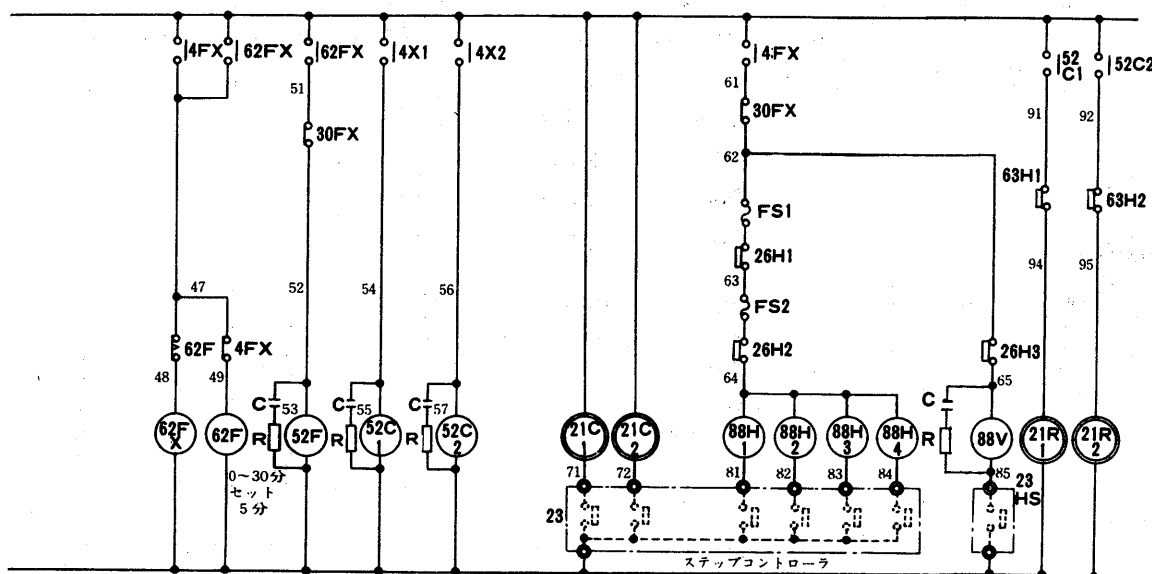 4FX
62FX
62FX
4X1
4X2
4FX
52
C1
52C2
51
61
91
92
30FX
30FX
62
63H1
63H2
FS1
26H1
63
94
95
47
52
54
56
FS2
62F
4FX
26H2
26H3
48
49
64
65
C
53
C
55
C
57
C
62F
X
62F
R
52F
R
52C
1
R
52C
2
21C
1
21C
2
88H
1
88H
2
88H
3
88H
4
R
88V
21R
1
21R
2
71
72
81
82
83
84
85
0~30分
セット
5分
23
23
HS
ステップコントローラ